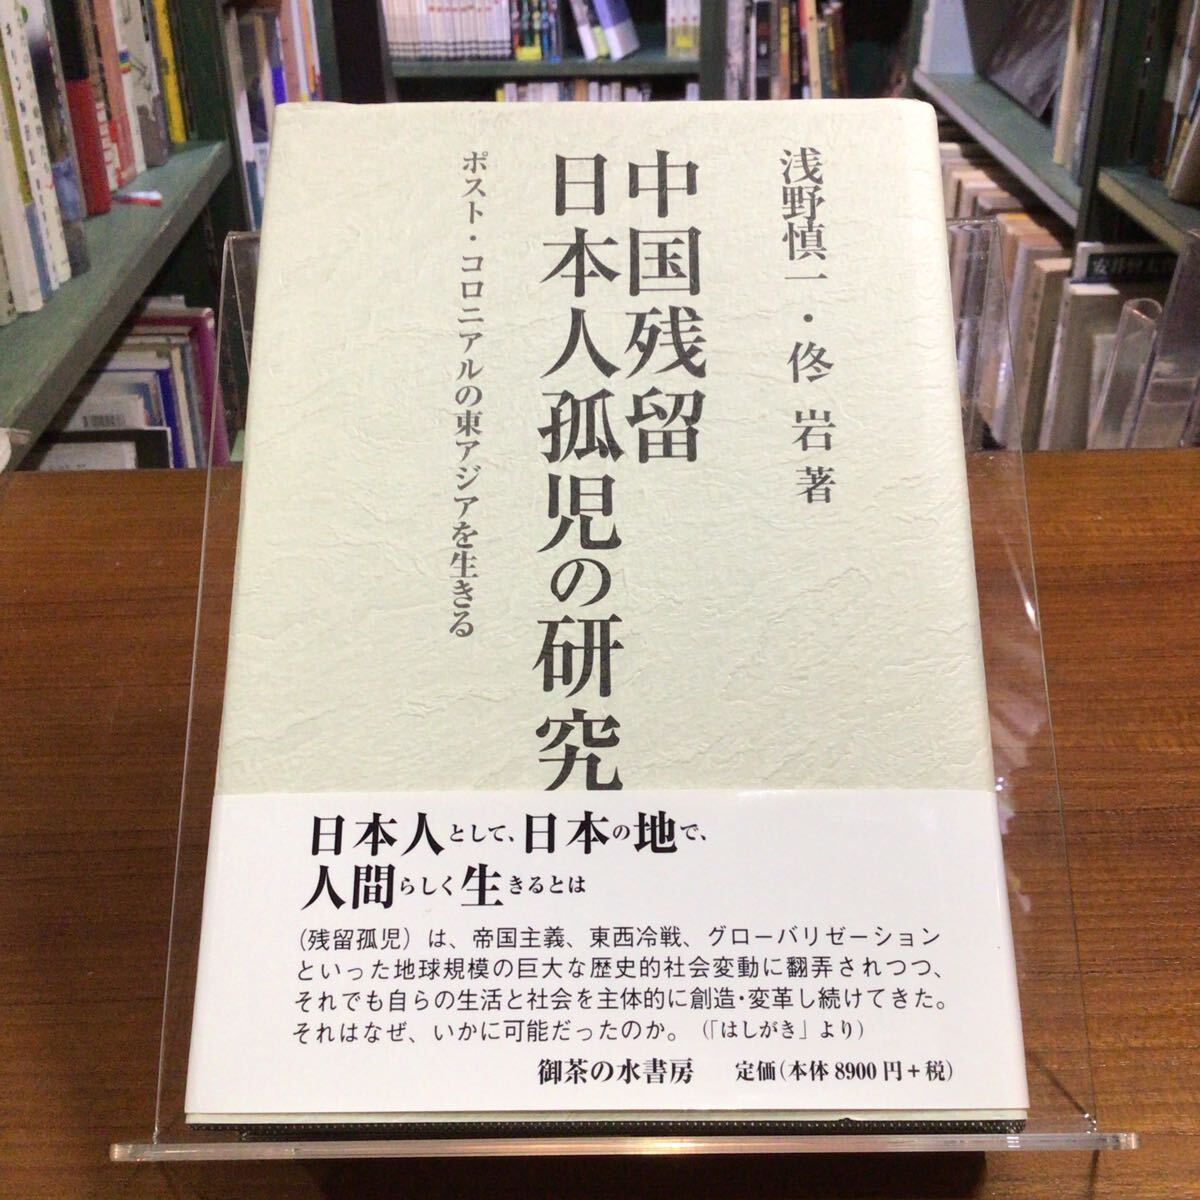 浅野慎一・佟 岩 著
中国残留
日本人孤児の研究
ポスト・コロニアルの東アジアを生きる
日本人として、日本の地で、
人間らしく生きるとは
(残留孤児) は、帝国主義、東西冷戦、グローバリゼーション
といった地球規模の巨大な歴史的社会変動に翻弄されつつ、
それでも自らの生活と社会を主体的に創造・変革し続けてきた。
それはなぜ、いかに可能だったのか。(「はしがき」より)
御茶の水書房 定価(本体 8900 円+税)